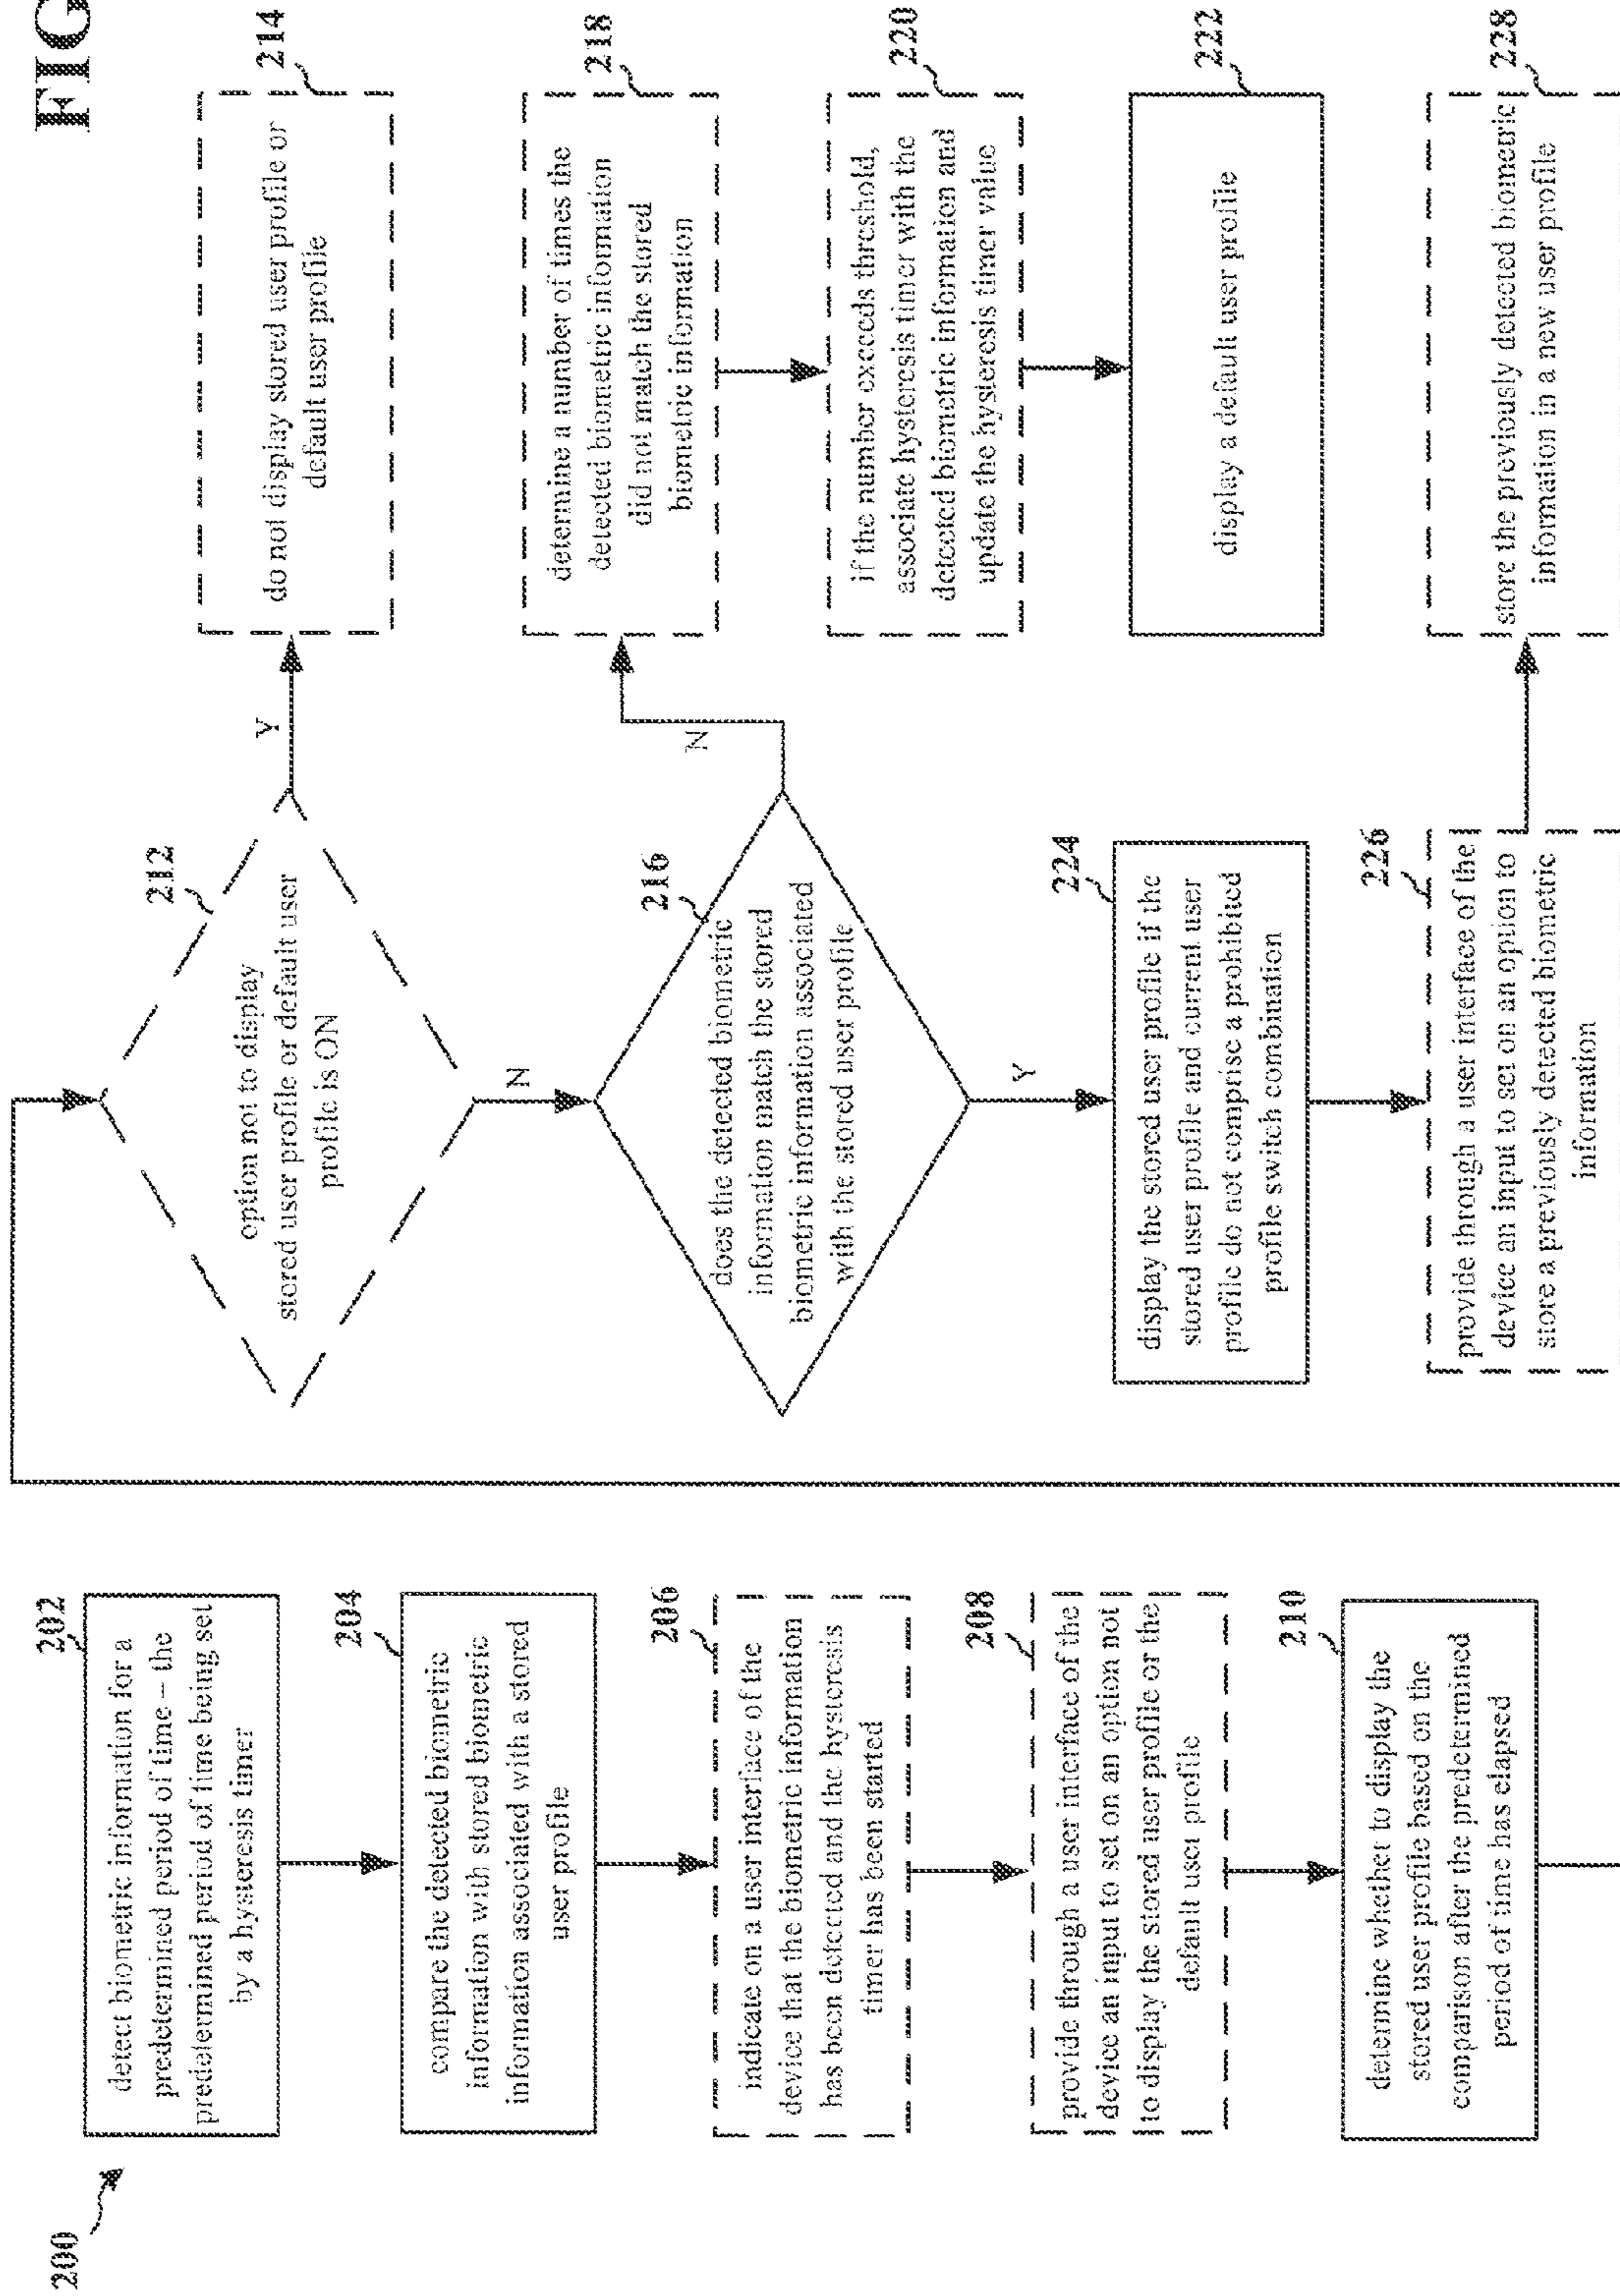 FIG
200
202
detect biometric information for a
predetermined period of time – the
predetermined period of time being set
by a hysteresis timer
204
compare the detected biometric
information with stored biometric
information associated with a stored
user profile
206
indicate on a user interface of the
device that the biometric information
has been detected and the hysteresis
timer has been started
208
provide through a user interface of the
device an input to set on an option not
to display the stored user profile or the
default user profile
210
determine whether to display the
stored user profile based on the
comparison after the predetermined
period of time has elapsed
212
option not to display
stored user profile or default user
profile is ON
Y
N
214
do not display stored user profile or
default user profile
216
does the detected biometric
information match the stored
biometric information associated
with the stored user profile
N
Y
218
determine a number of times the
detected biometric information
did not match the stored
biometric information
220
if the number exceeds threshold,
associate hysteresis timer with the
detected biometric information and
update the hysteresis timer value
222
display a default user profile
224
display the stored user profile if the
stored user profile and current user
profile do not comprise a prohibited
profile switch combination
226
provide through a user interface of the
device an input to set on an option to
store a previously detected biometric
information
228
store the previously detected biometric
information in a new user profile